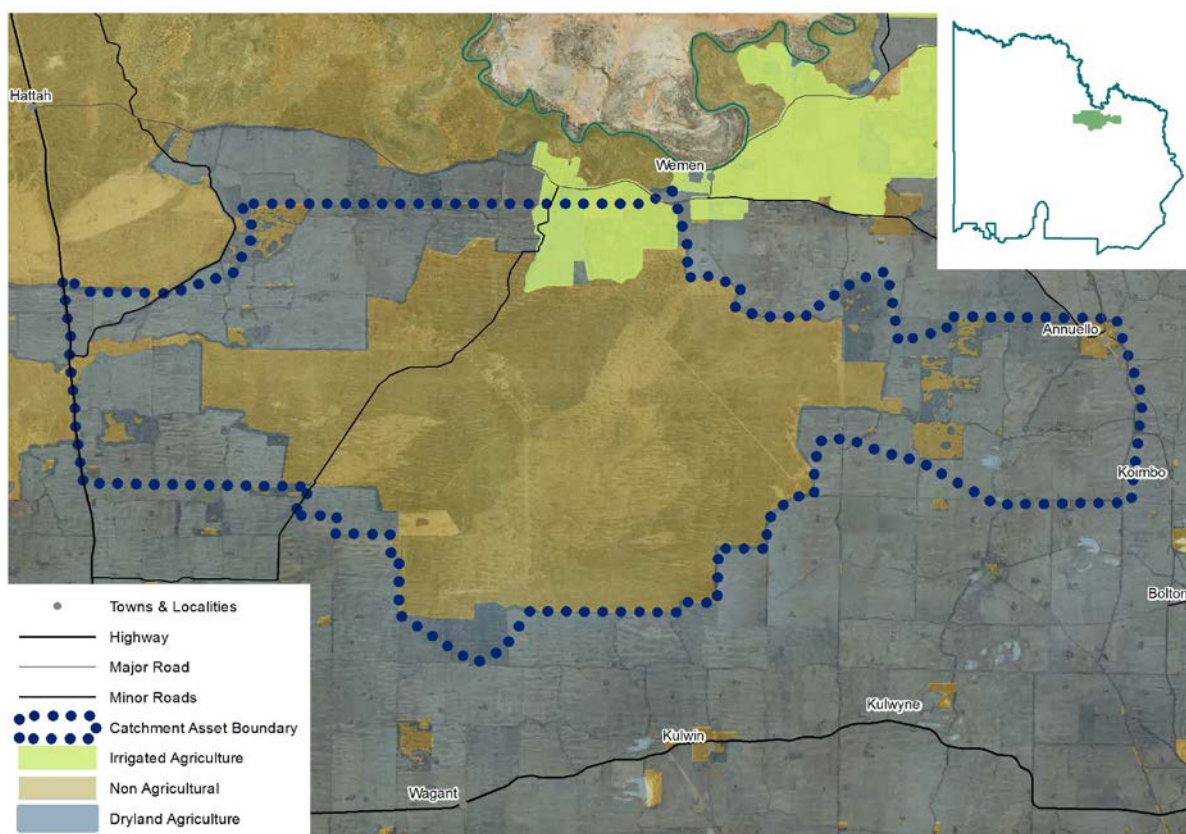 Hattah
Wemen
Annuello
Koimbo
Bolton
Kulwyne
Kulwin
Wagant
Towns & Localities
Highway
Major Road
Minor Roads
Catchment Asset Boundary
Irrigated Agriculture
Non Agricultural
Dryland Agriculture